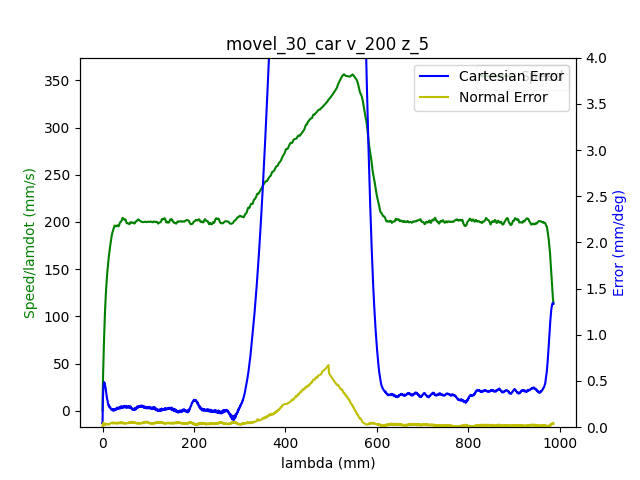 movel_30_car v_200 z_5
Cartesian Error
Normal Error
Speed/lamdot (mm/s)
350
300
250
200
150
100
50
0
4.0
3.5
3.0
2.5
2.0
1.5
1.0
0.5
0.0
Error (mm/deg)
0 200 400 600 800 1000
lambda (mm)